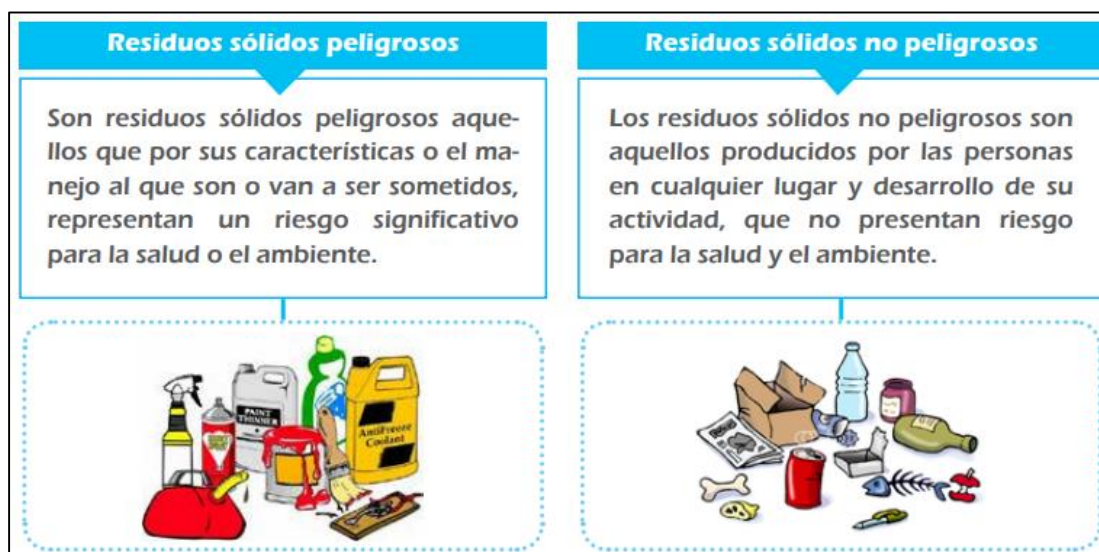 Residuos sólidos peligrosos
Son residuos sólidos peligrosos aque-
llos que por sus características o el ma-
nejo al que son o van a ser sometidos,
representan un riesgo significativo
para la salud o el ambiente.
PAINT
THINNER
AntiFreeze
Coolant
Residuos sólidos no peligrosos
Los residuos sólidos no peligrosos son
aquellos producidos por las personas
en cualquier lugar y desarrollo de su
actividad, que no presentan riesgo
para la salud y el ambiente.